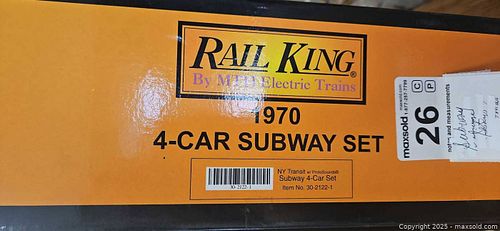 RAIL KING®
By MTH Electric Trains
1970
4-CAR SUBWAY SET
30-2122-1
NY Transit w/ ProtoSound®
Subway 4-Car Set
Item No. 30-2122-1
maxsold
26
C P
Copyright © 2025 - maxsold.com